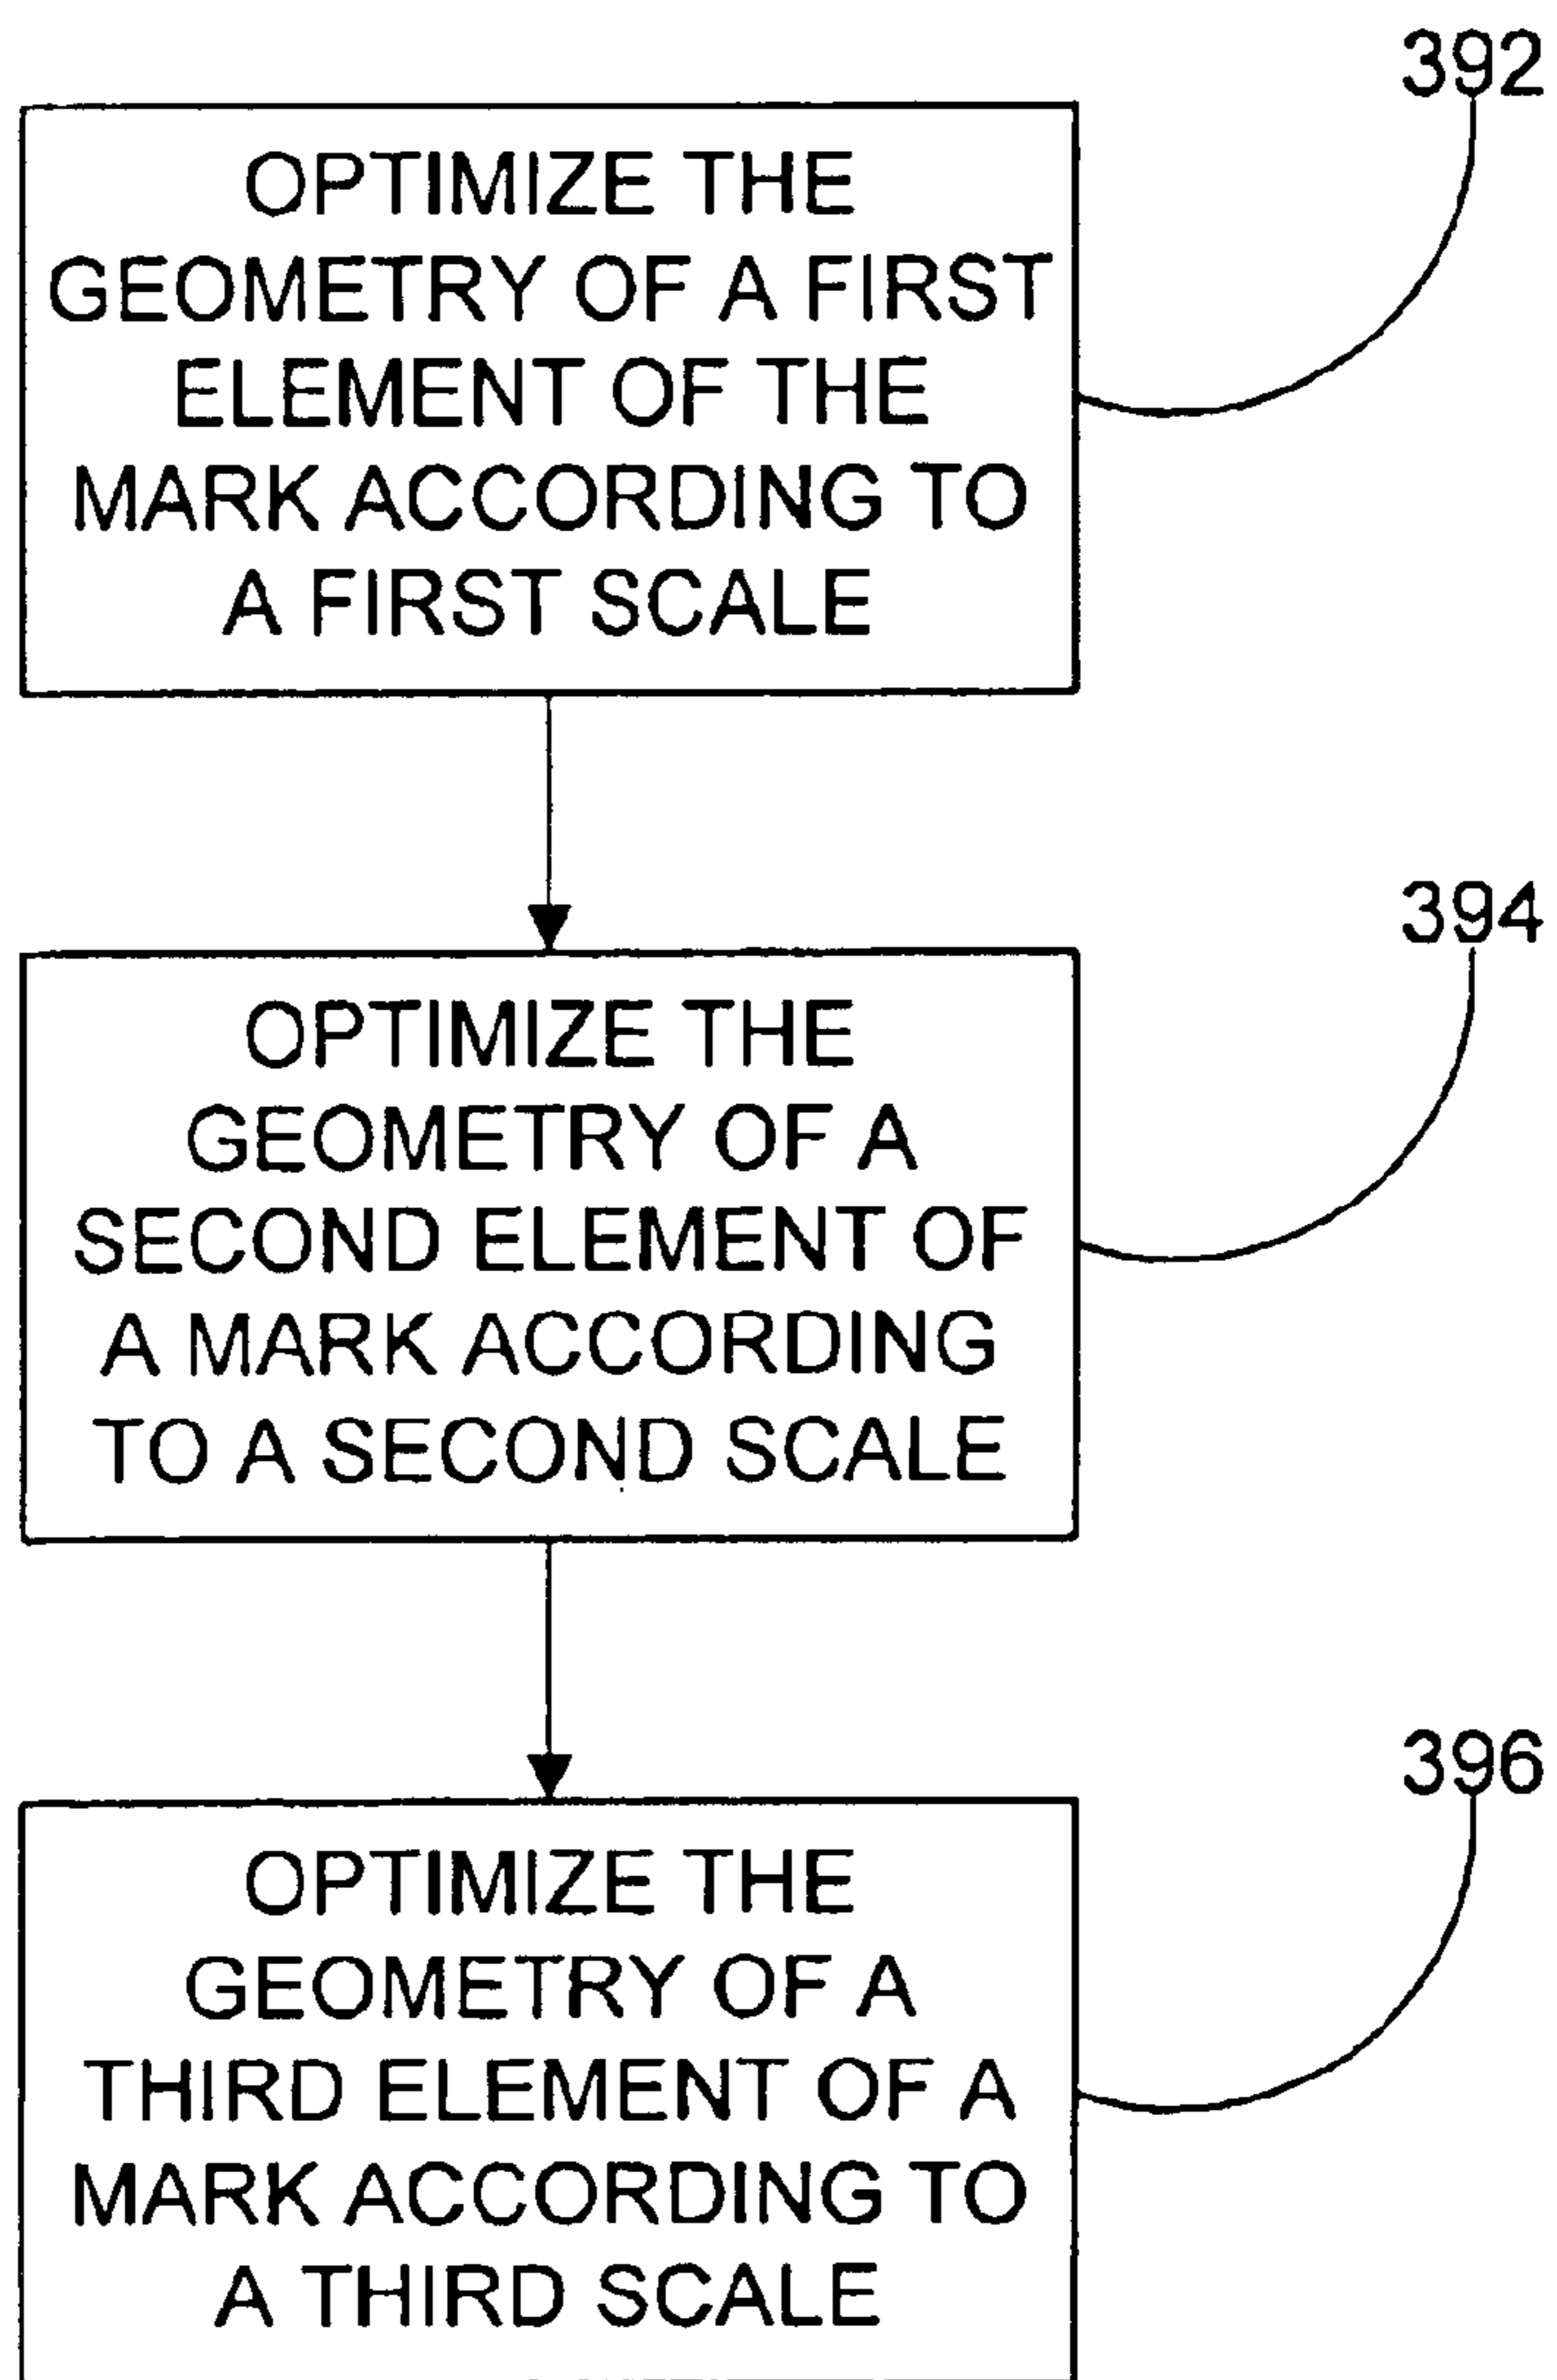 392
OPTIMIZE THE
GEOMETRY OF A FIRST
ELEMENT OF THE
MARK ACCORDING TO
A FIRST SCALE
394
OPTIMIZE THE
GEOMETRY OF A
SECOND ELEMENT OF
A MARK ACCORDING
TO A SECOND SCALE
396
OPTIMIZE THE
GEOMETRY OF A
THIRD ELEMENT OF A
MARK ACCORDING TO
A THIRD SCALE